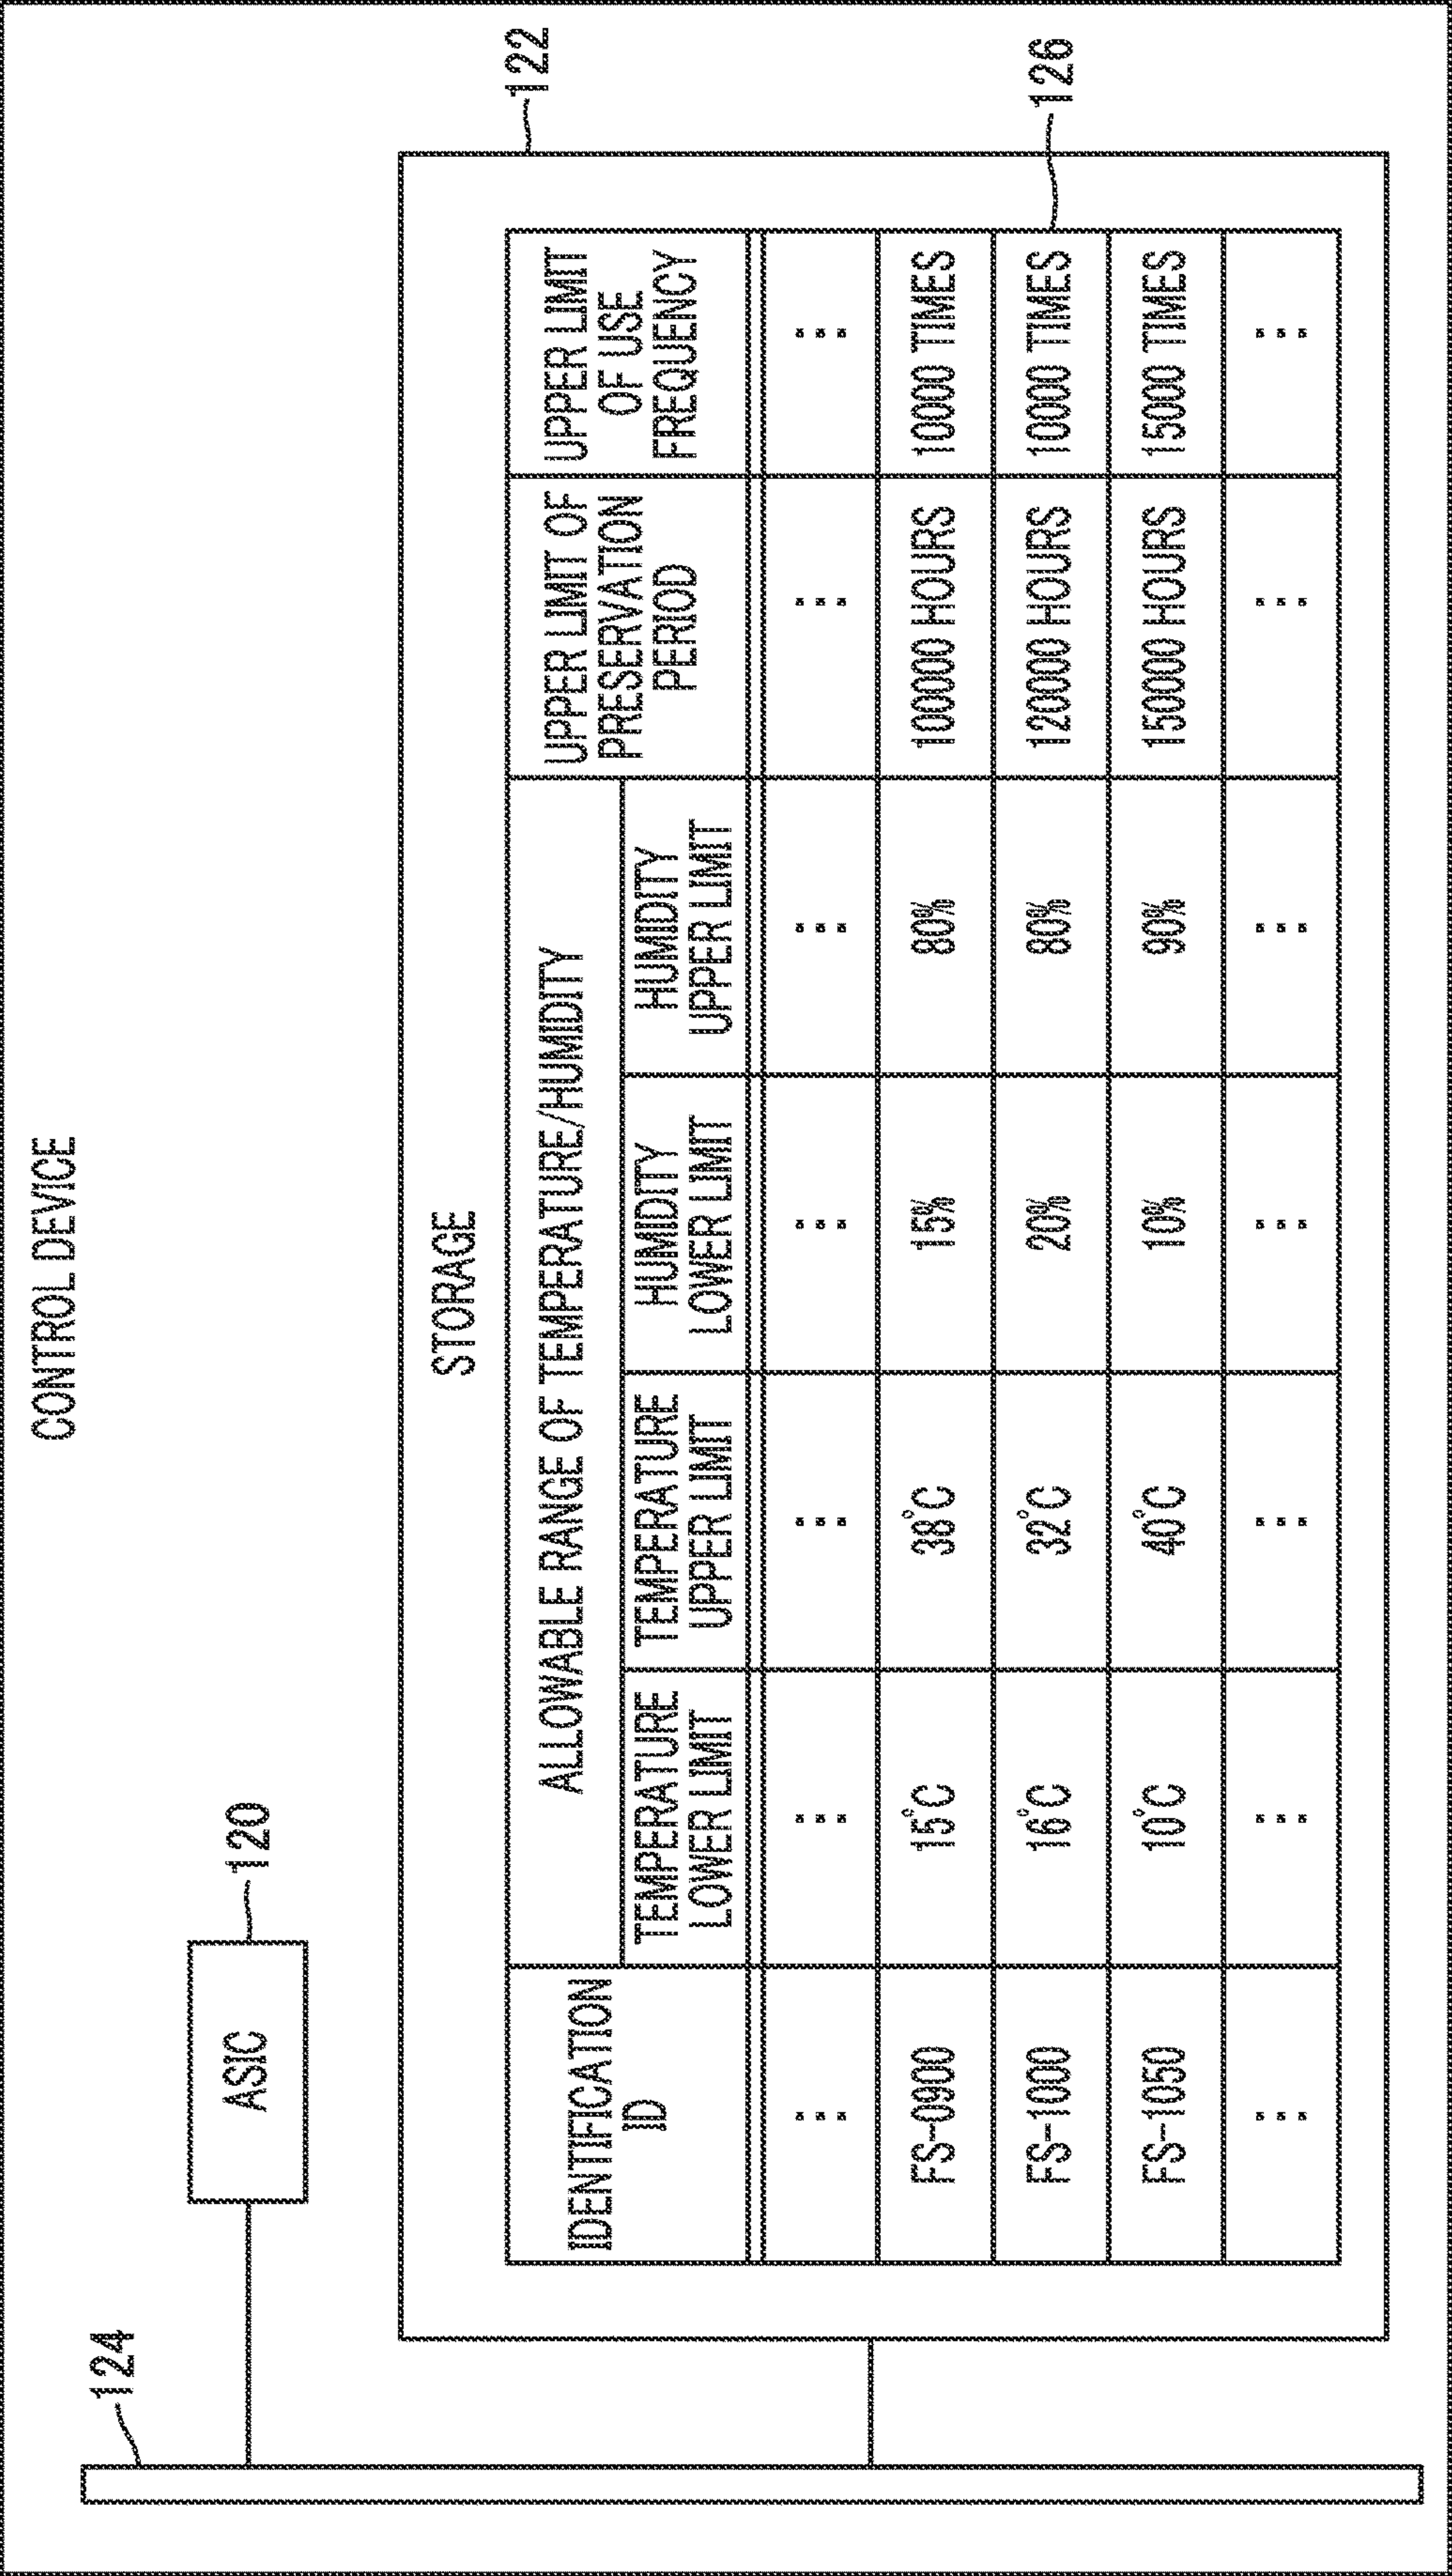 CONTROL DEVICE
124
120
ASIC
122
STORAGE
126
IDENTIFICATION
ID
ALLOWABLE RANGE OF TEMPERATURE/HUMIDITY
TEMPERATURE
LOWER LIMIT
TEMPERATURE
UPPER LIMIT
HUMIDITY
LOWER LIMIT
HUMIDITY
UPPER LIMIT
UPPER LIMIT OF
PRESERVATION
PERIOD
UPPER LIMIT
OF USE
FREQUENCY
... ... ... ... ... ... ...
FS-0900 15°C 38°C 15% 80% 100000 HOURS 10000 TIMES
FS-1000 16°C 32°C 20% 80% 120000 HOURS 10000 TIMES
FS-1050 10°C 40°C 10% 90% 150000 HOURS 15000 TIMES
... ... ... ... ... ... ...